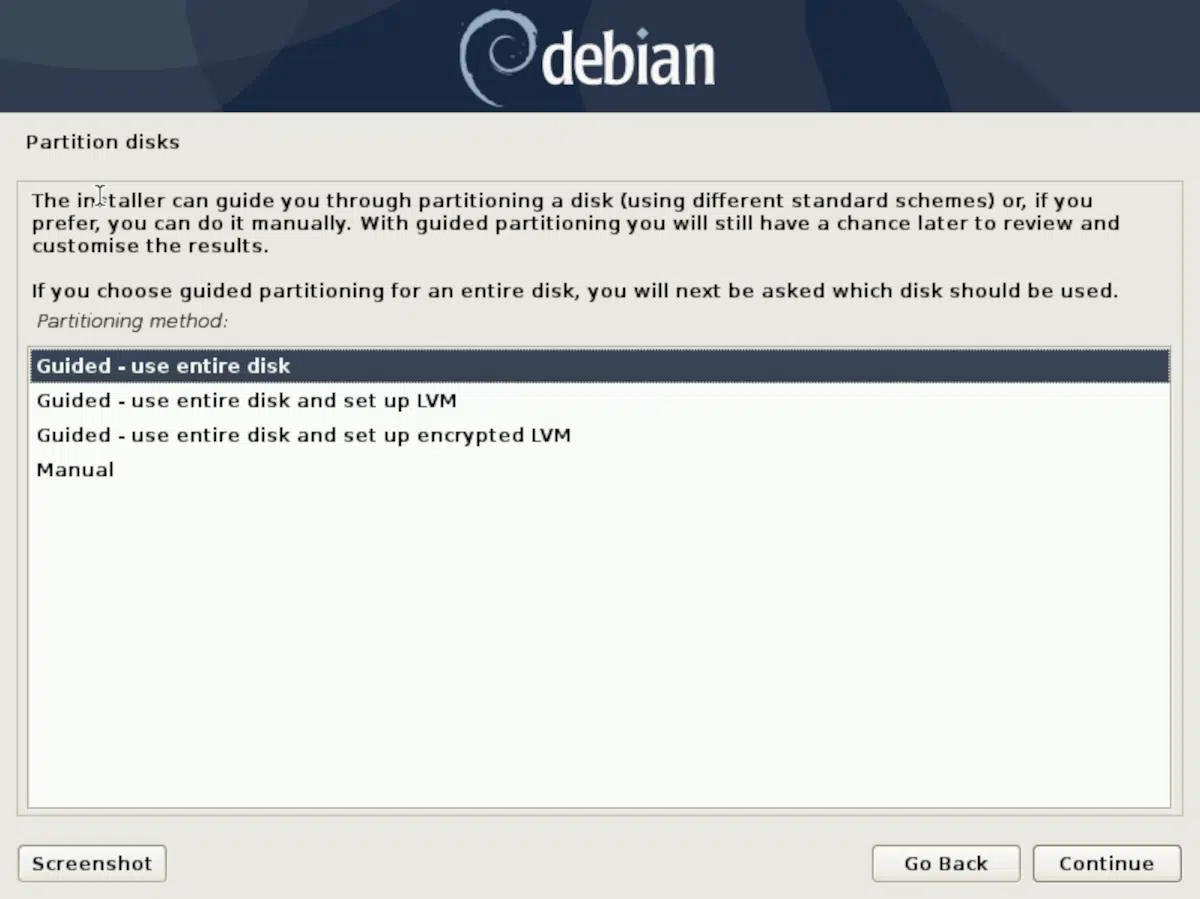 debian
Partition disks
The installer can guide you through partitioning a disk (using different standard schemes) or, if you
prefer, you can do it manually. With guided partitioning you will still have a chance later to review and
customise the results.
If you choose guided partitioning for an entire disk, you will next be asked which disk should be used.
Partitioning method:
Guided - use entire disk
Guided - use entire disk and set up LVM
Guided - use entire disk and set up encrypted LVM
Manual
Screenshot
Go Back
Continue